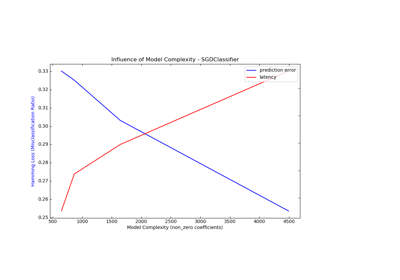 Influence of Model Complexity - SGDClassifier
prediction error
latency
Hamming Loss (Misclassification Ratio)
0.33
0.32
0.31
0.30
0.29
0.28
0.27
0.26
0.25
500 1000 1500 2000 2500 3000 3500 4000 4500
Model Complexity (non_zero coefficients)